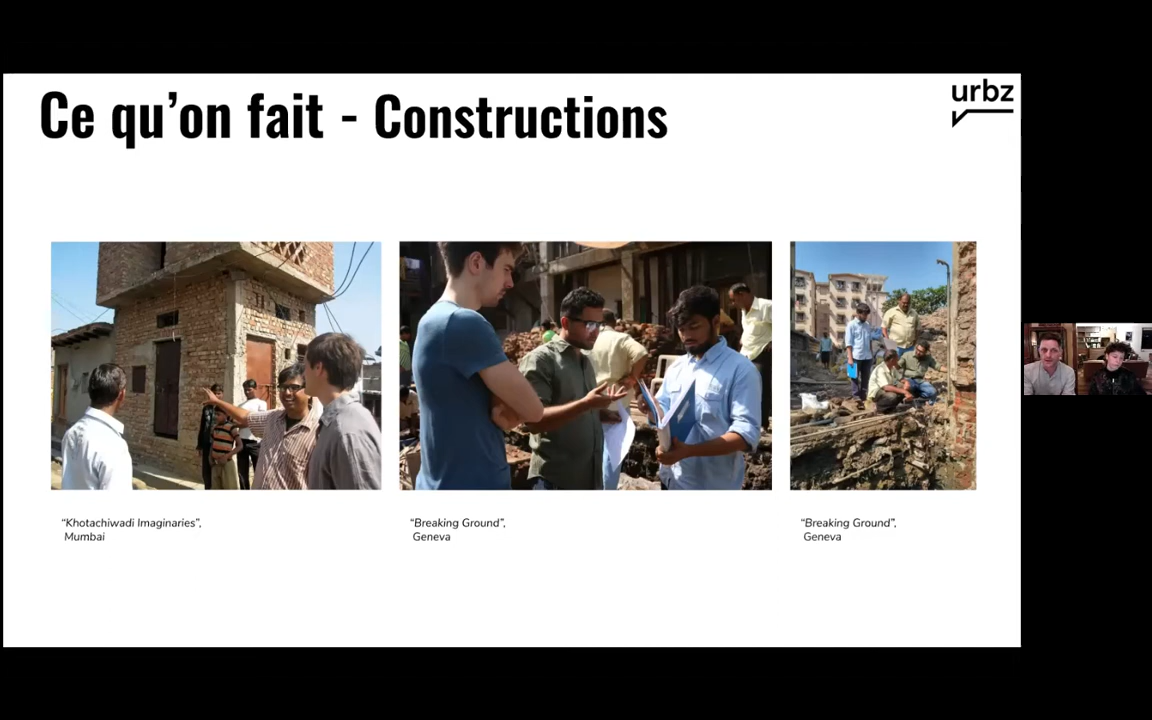 Ce qu’on fait - Constructions
urbz
“Khotachiwadi Imaginaries”,
Mumbai
“Breaking Ground”,
Geneva
“Breaking Ground”,
Geneva